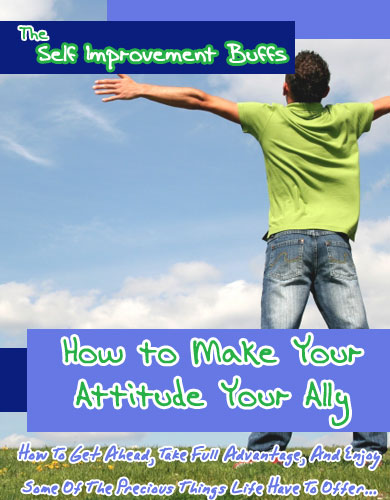 The
Self Improvement Buffs
How to Make Your
Attitude Your Ally
How To Get Ahead, Take Full Advantage, And Enjoy
Some Of The Precious Things Life Have To Offer...